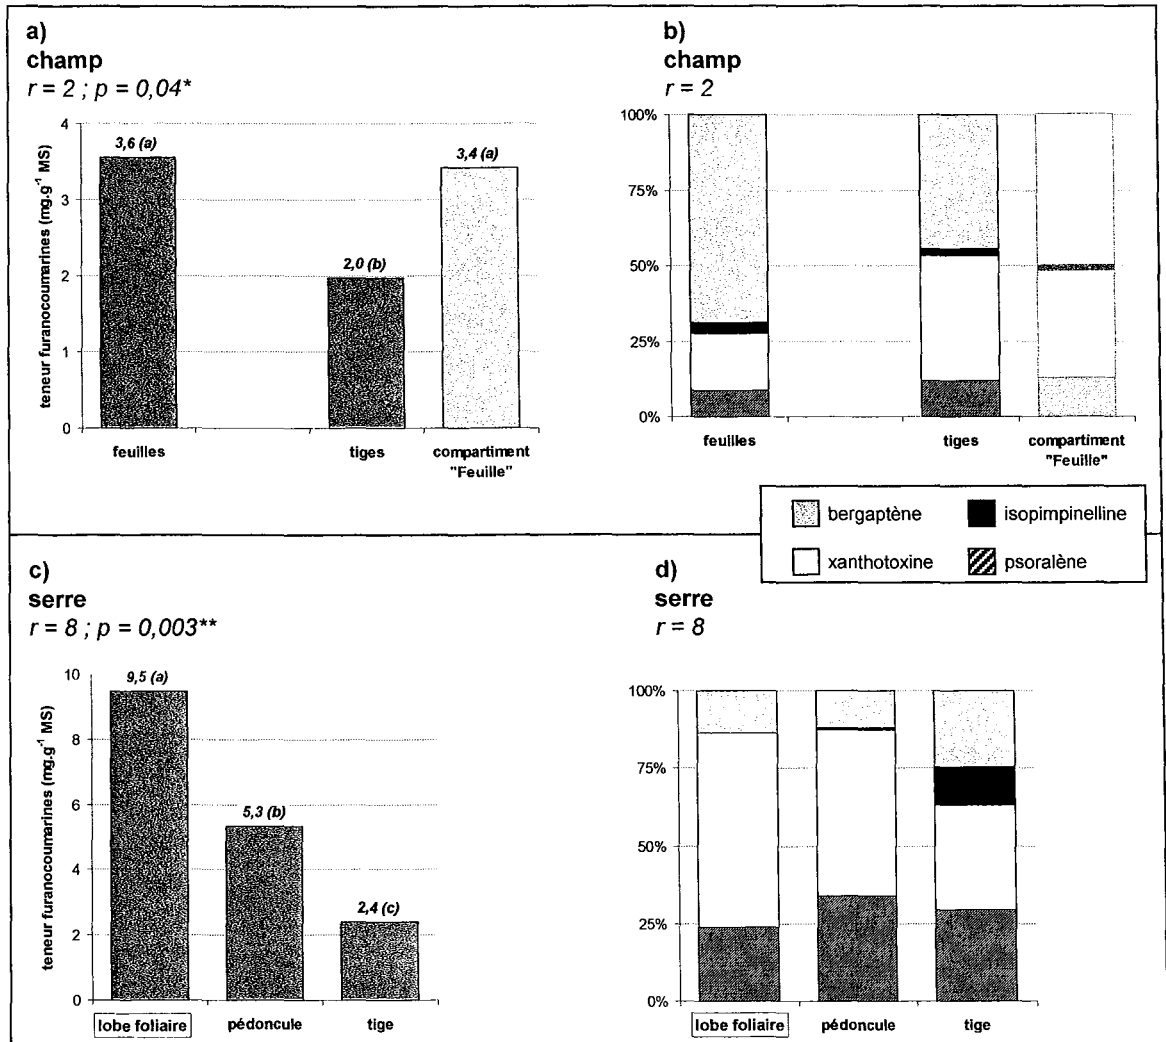 a)
champ
r = 2 ; p = 0,04*
teneur furanocoumarines (mg.g⁻¹ MS)
4
3
2
1
0
3,6 (a)
2,0 (b)
3,4 (a)
feuilles
tiges
compartiment
"Feuille"
b)
champ
r = 2
100%
75%
50%
25%
0%
feuilles
tiges
compartiment
"Feuille"
bergaptène
isopimpinelline
xanthotoxine
psoralène
c)
serre
r = 8 ; p = 0,003**
teneur furanocoumarines (mg.g⁻¹ MS)
10
8
6
4
2
0
9,5 (a)
5,3 (b)
2,4 (c)
lobe foliaire
pédoncule
tige
d)
serre
r = 8
100%
75%
50%
25%
0%
lobe foliaire
pédoncule
tige